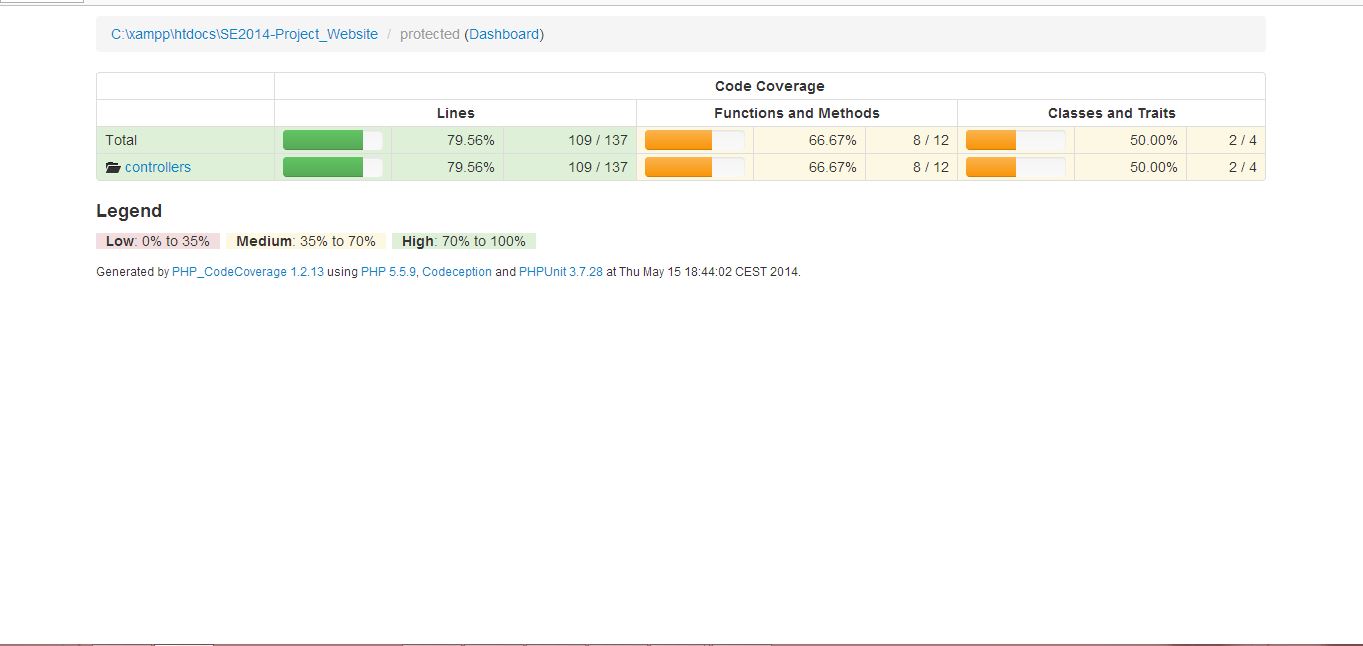 C:\xampp\htdocs\SE2014-Project_Website / protected (Dashboard)
Code Coverage
Lines Functions and Methods Classes and Traits
Total 79.56% 109 / 137 66.67% 8 / 12 50.00% 2 / 4
controllers 79.56% 109 / 137 66.67% 8 / 12 50.00% 2 / 4
Legend
Low: 0% to 35% Medium: 35% to 70% High: 70% to 100%
Generated by PHP_CodeCoverage 1.2.13 using PHP 5.5.9, Codeception and PHPUnit 3.7.28 at Thu May 15 18:44:02 CEST 2014.